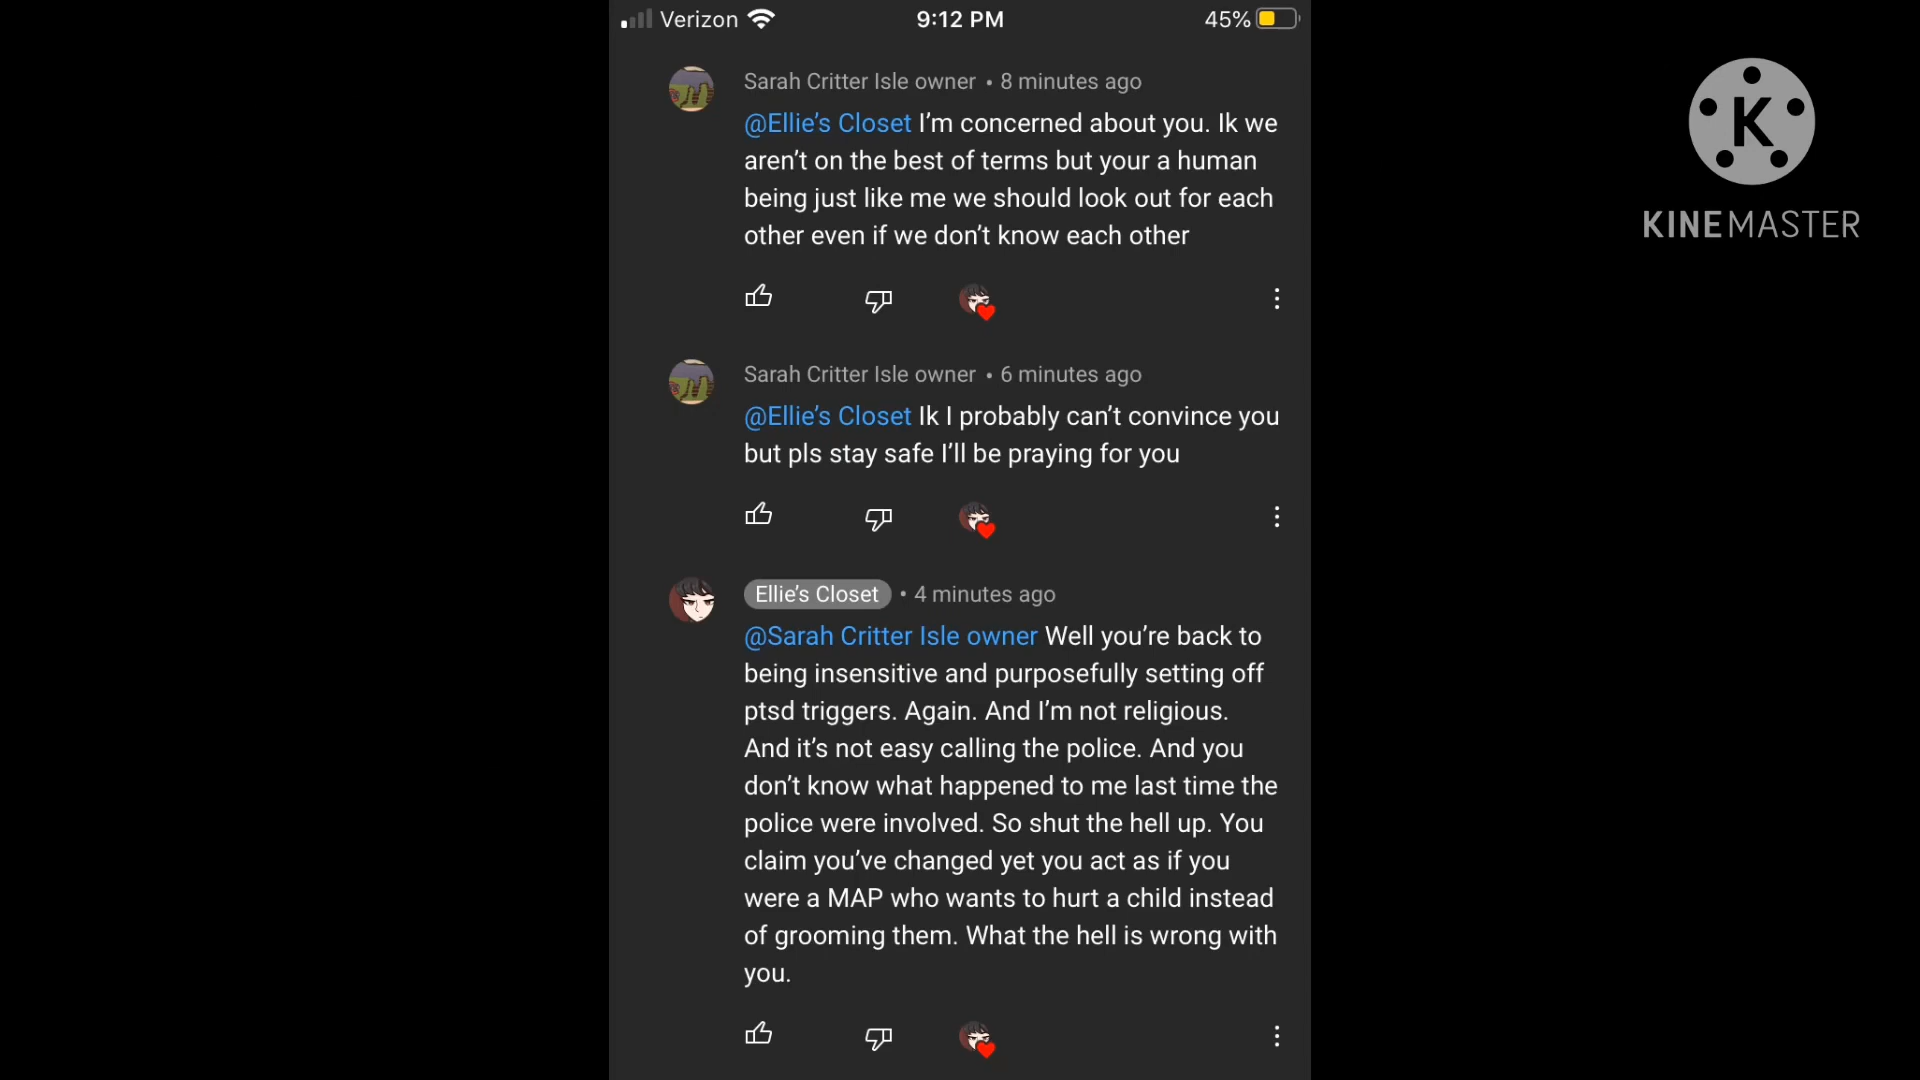 Verizon 9:12 PM 45%
Sarah Critter Isle owner • 8 minutes ago
@Ellie's Closet I'm concerned about you. Ik we
aren't on the best of terms but your a human
being just like me we should look out for each
other even if we don't know each other
Sarah Critter Isle owner • 6 minutes ago
@Ellie's Closet Ik I probably can't convince you
but pls stay safe I'll be praying for you
Ellie's Closet • 4 minutes ago
@Sarah Critter Isle owner Well you're back to
being insensitive and purposefully setting off
ptsd triggers. Again. And I'm not religious.
And it's not easy calling the police. And you
don't know what happened to me last time the
police were involved. So shut the hell up. You
claim you've changed yet you act as if you
were a MAP who wants to hurt a child instead
of grooming them. What the hell is wrong with
you.
K
KINEMASTER